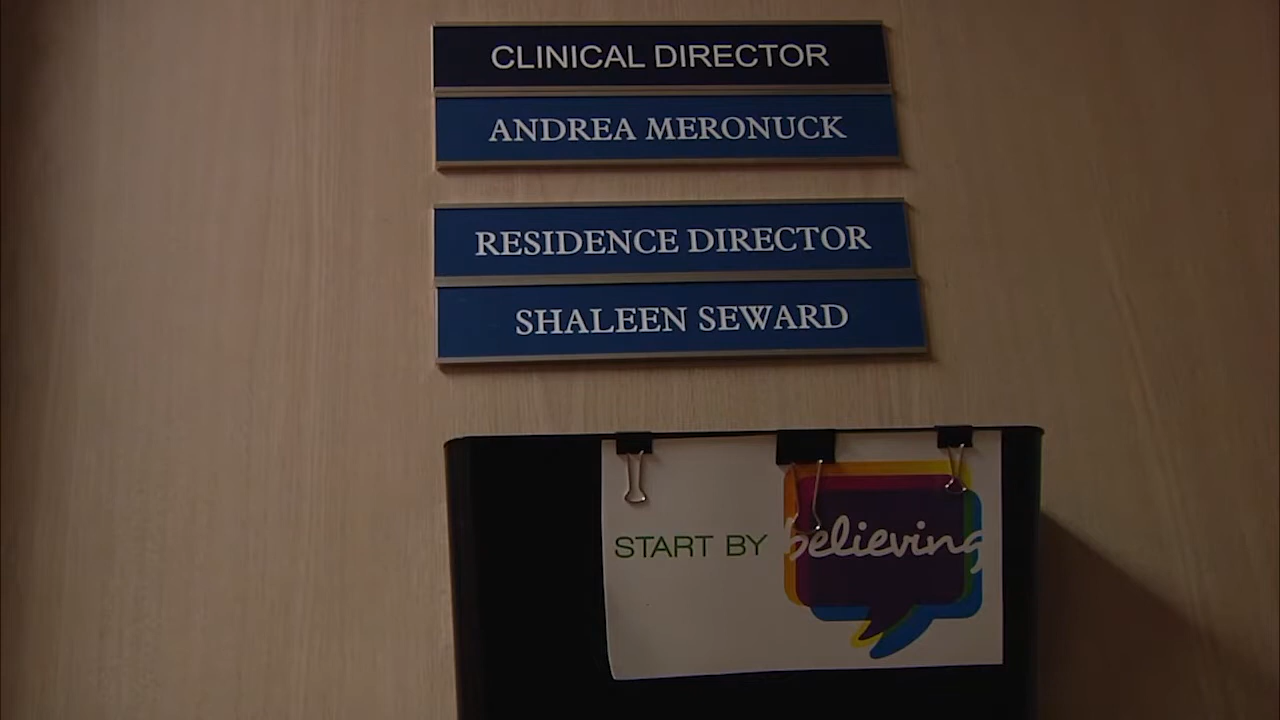 CLINICAL DIRECTOR
ANDREA MERONUCK
RESIDENCE DIRECTOR
SHALEEN SEWARD
START BY believing